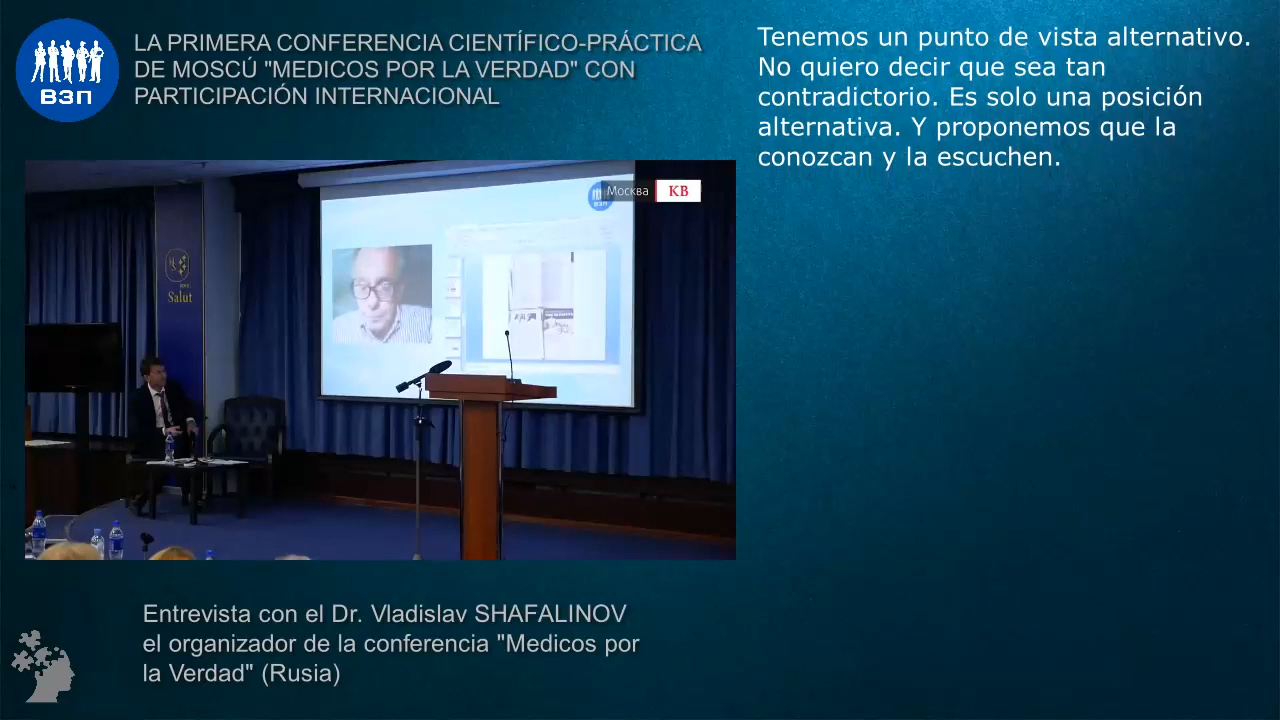 LA PRIMERA CONFERENCIA CIENTÍFICO-PRÁCTICA
DE MOSCÚ "MEDICOS POR LA VERDAD" CON
PARTICIPACIÓN INTERNACIONAL
ВЗП
Tenemos un punto de vista alternativo.
No quiero decir que sea tan
contradictorio. Es solo una posición
alternativa. Y proponemos que la
conozcan y la escuchen.
Москва КВ
ВЗП
Salut
Entrevista con el Dr. Vladislav SHAFALINOV
el organizador de la conferencia "Medicos por
la Verdad" (Rusia)